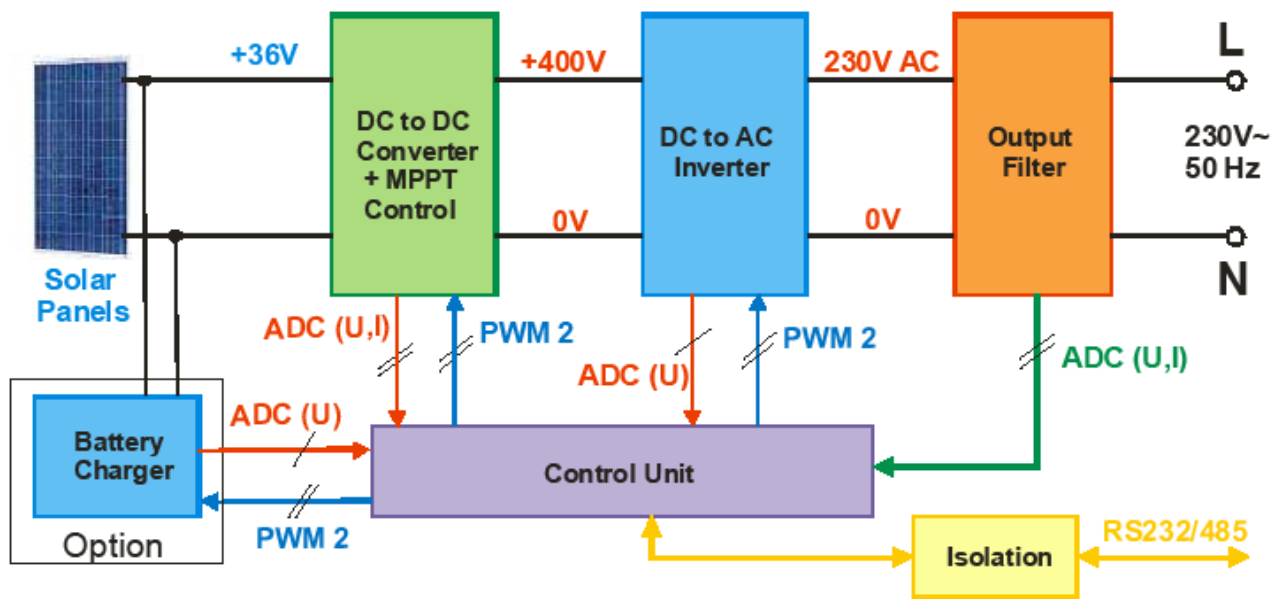 +36V
+400V
230V AC
L
DC to DC
Converter
+ MPPT
Control
DC to AC
Inverter
Output
Filter
230V~
50 Hz
0V
0V
N
Solar
Panels
ADC (U,I)
PWM 2
ADC (U)
PWM 2
ADC (U,I)
Battery
Charger
ADC (U)
Control Unit
PWM 2
Option
Isolation
RS232/485